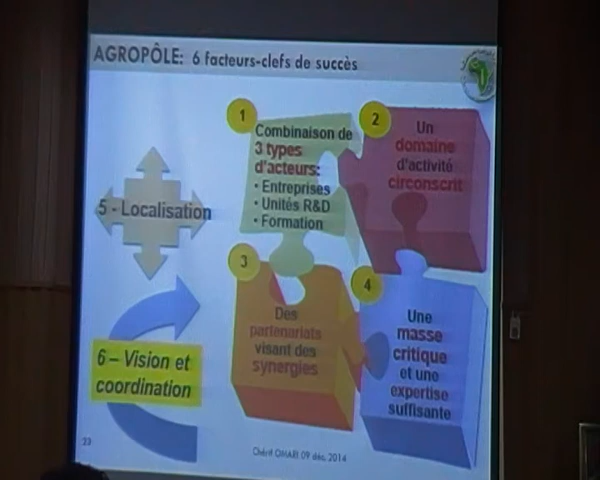 AGROPÔLE: 6 facteurs-clefs de succès
1
Combinaison de
3 types
d'acteurs:
• Entreprises
• Unités R&D
• Formation
2
Un
domaine
d'activité
circonscrit
5 - Localisation
3
Des
partenariats
visant des
synergies
4
Une
masse
critique
et une
expertise
suffisante
6 – Vision et
coordination
23
Chérif OMARI 09 déc. 2014